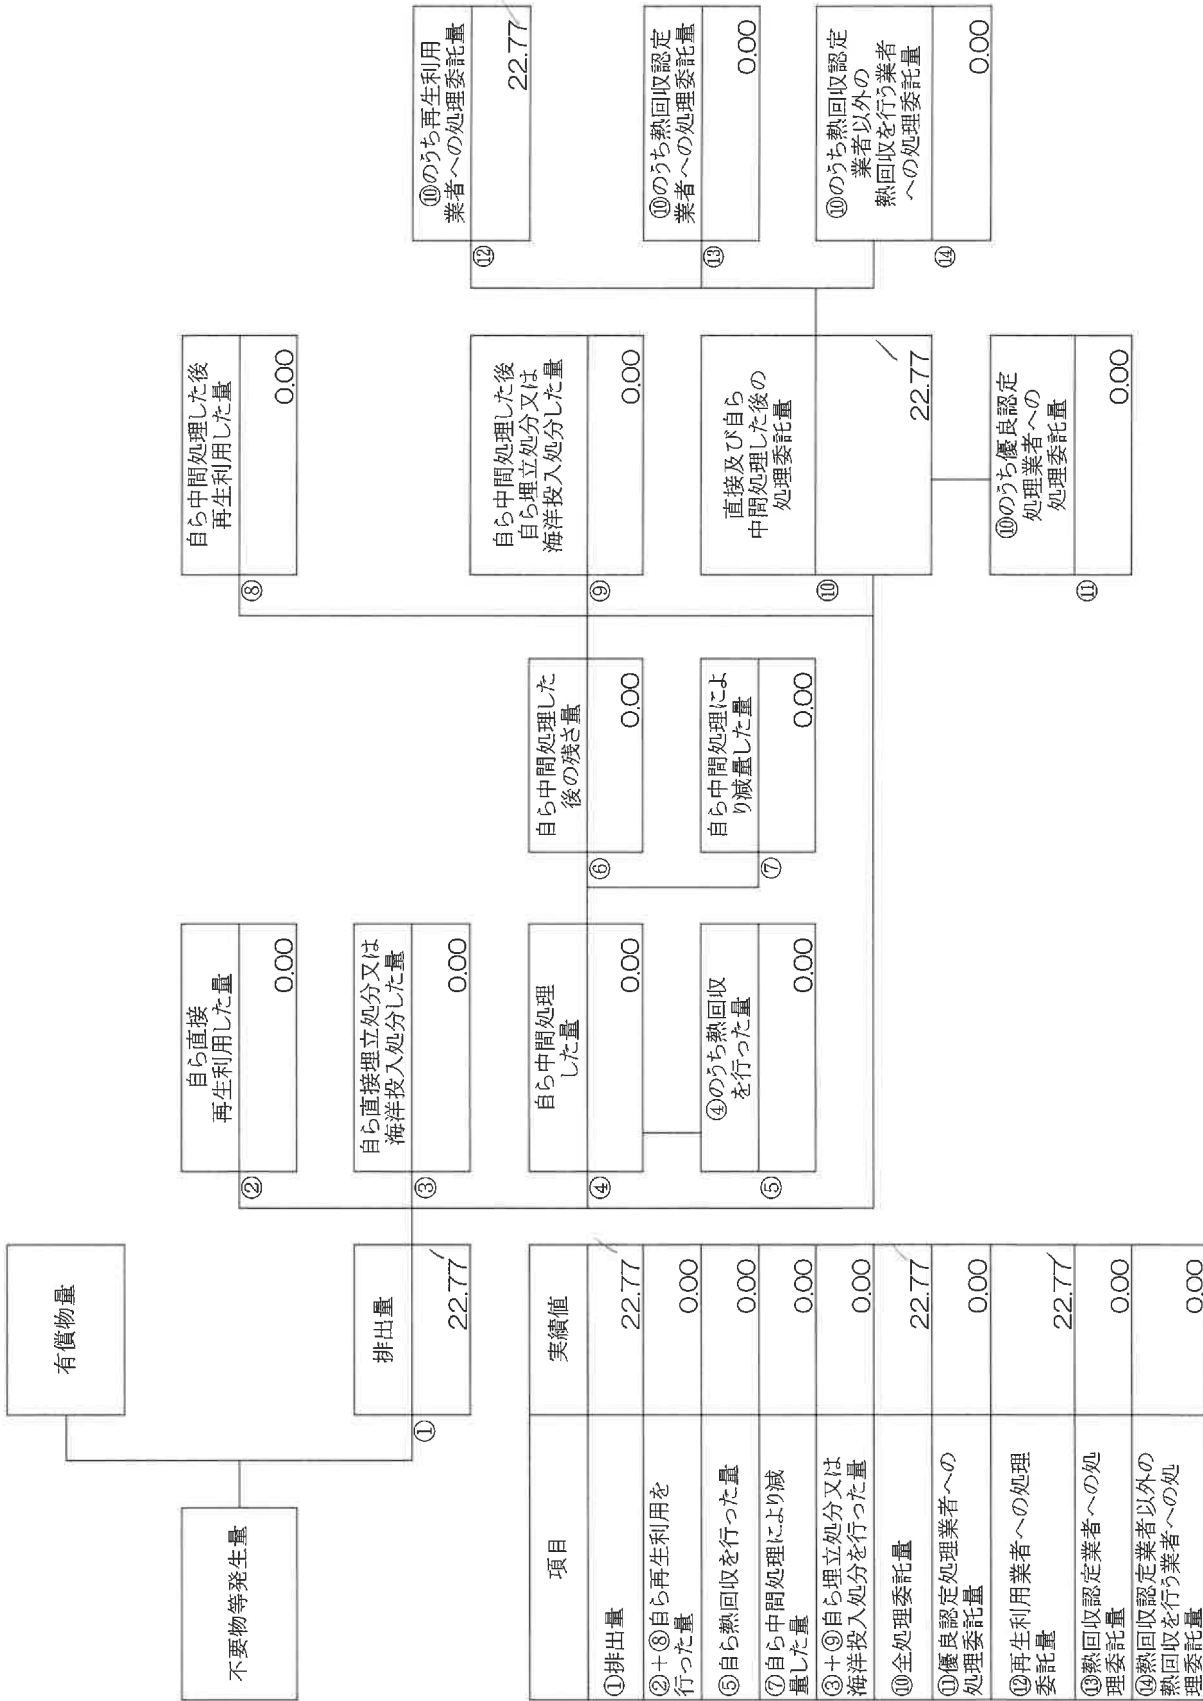 不要物等発生量
有償物量
①
排出量
22.77
②
自ら直接
再生利用した量
0.00
③
自ら直接埋立処分又は
海洋投入処分した量
0.00
④
自ら中間処理
した量
0.00
⑤
④のうち熱回収
を行った量
0.00
⑥
自ら中間処理した
後の残さ量
0.00
⑦
自ら中間処理によ
り減量した量
0.00
⑧
自ら中間処理した後
再生利用した量
0.00
⑨
自ら中間処理した後
自ら埋立処分又は
海洋投入処分した量
0.00
⑩
直接及び自ら
中間処理した後の
処理委託量
22.77
⑪
⑩のうち優良認定
処理業者への
処理委託量
0.00
⑫
⑩のうち再生利用
業者への処理委託量
22.77
⑬
⑩のうち熱回収認定
業者への処理委託量
0.00
⑭
⑩のうち熱回収認定
業者以外の
熱回収を行う業者
への処理委託量
0.00
項目 実績値
①排出量 22.77
②+⑧自ら再生利用を
行った量 0.00
⑤自ら熱回収を行った量 0.00
⑦自ら中間処理により減
量した量 0.00
③+⑨自ら埋立処分又は
海洋投入処分を行った量 0.00
⑩全処理委託量 22.77
⑪優良認定処理業者への
処理委託量 0.00
⑫再生利用業者への処理
委託量 22.77
⑬熱回収認定業者への処
理委託量 0.00
⑭熱回収認定業者以外の
熱回収を行う業者への処
理委託量 0.00